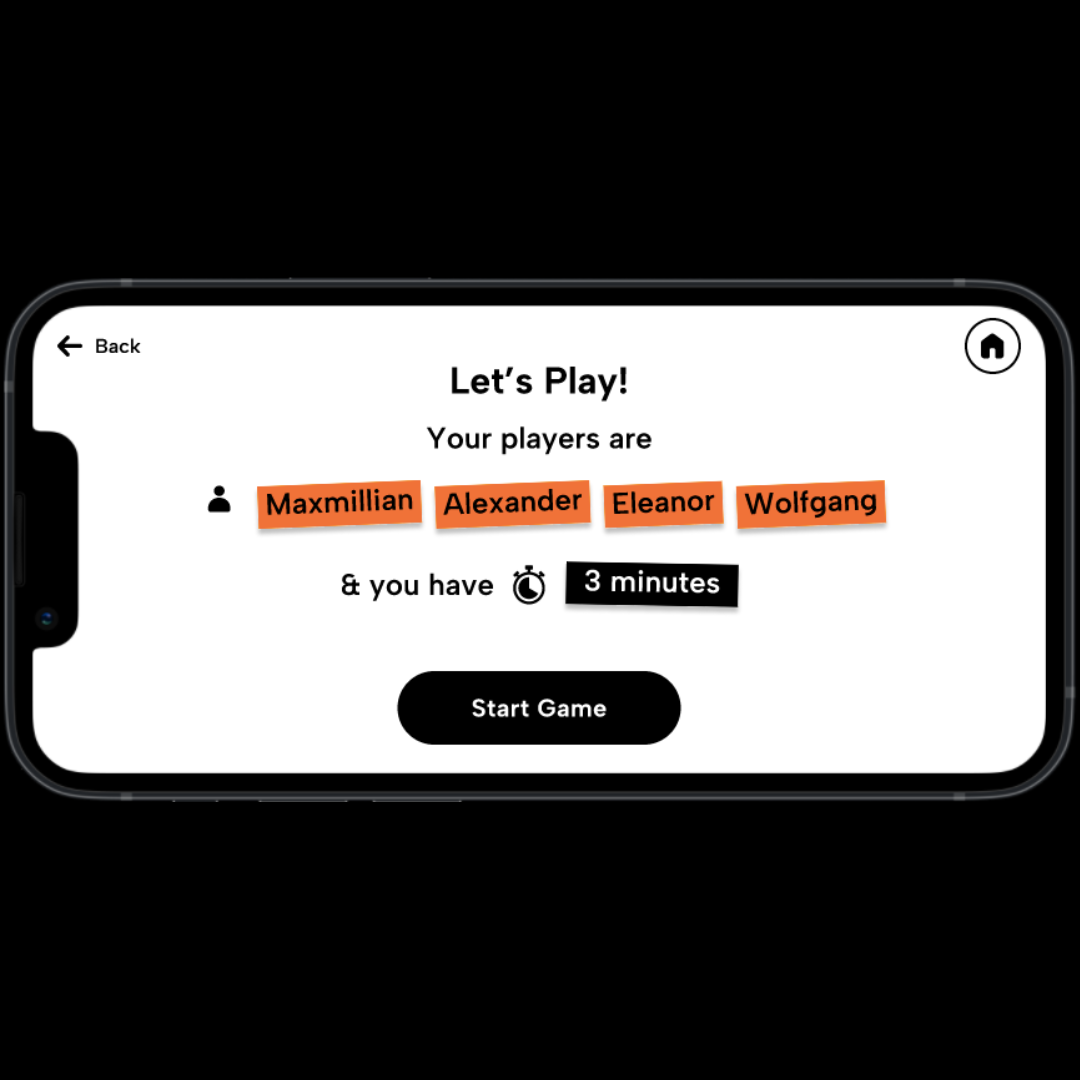 Back
Let’s Play!
Your players are
Maxmillian Alexander Eleanor Wolfgang
& you have 3 minutes
Start Game